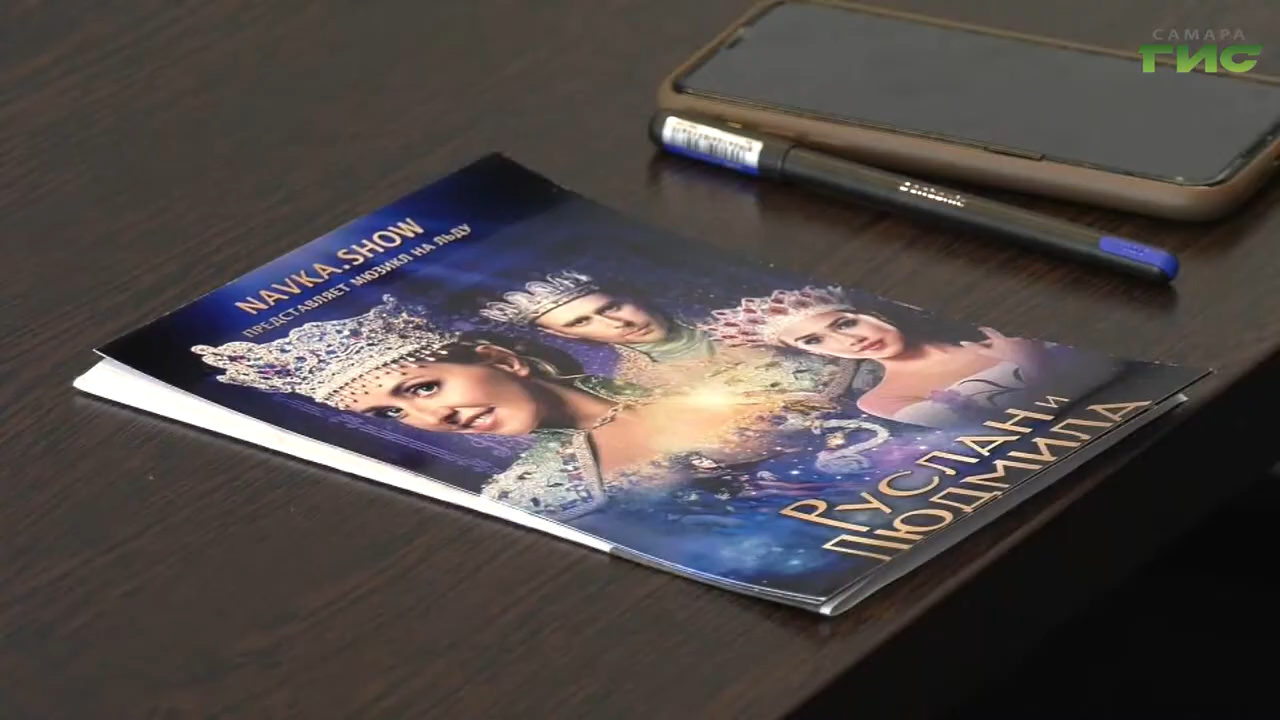 САМАРА
ГИС
NAVKA.SHOW
ПРЕДСТАВЛЯЕТ МЮЗИКЛ НА ЛЬДУ
РУСЛАН И
ЛЮДМИЛА